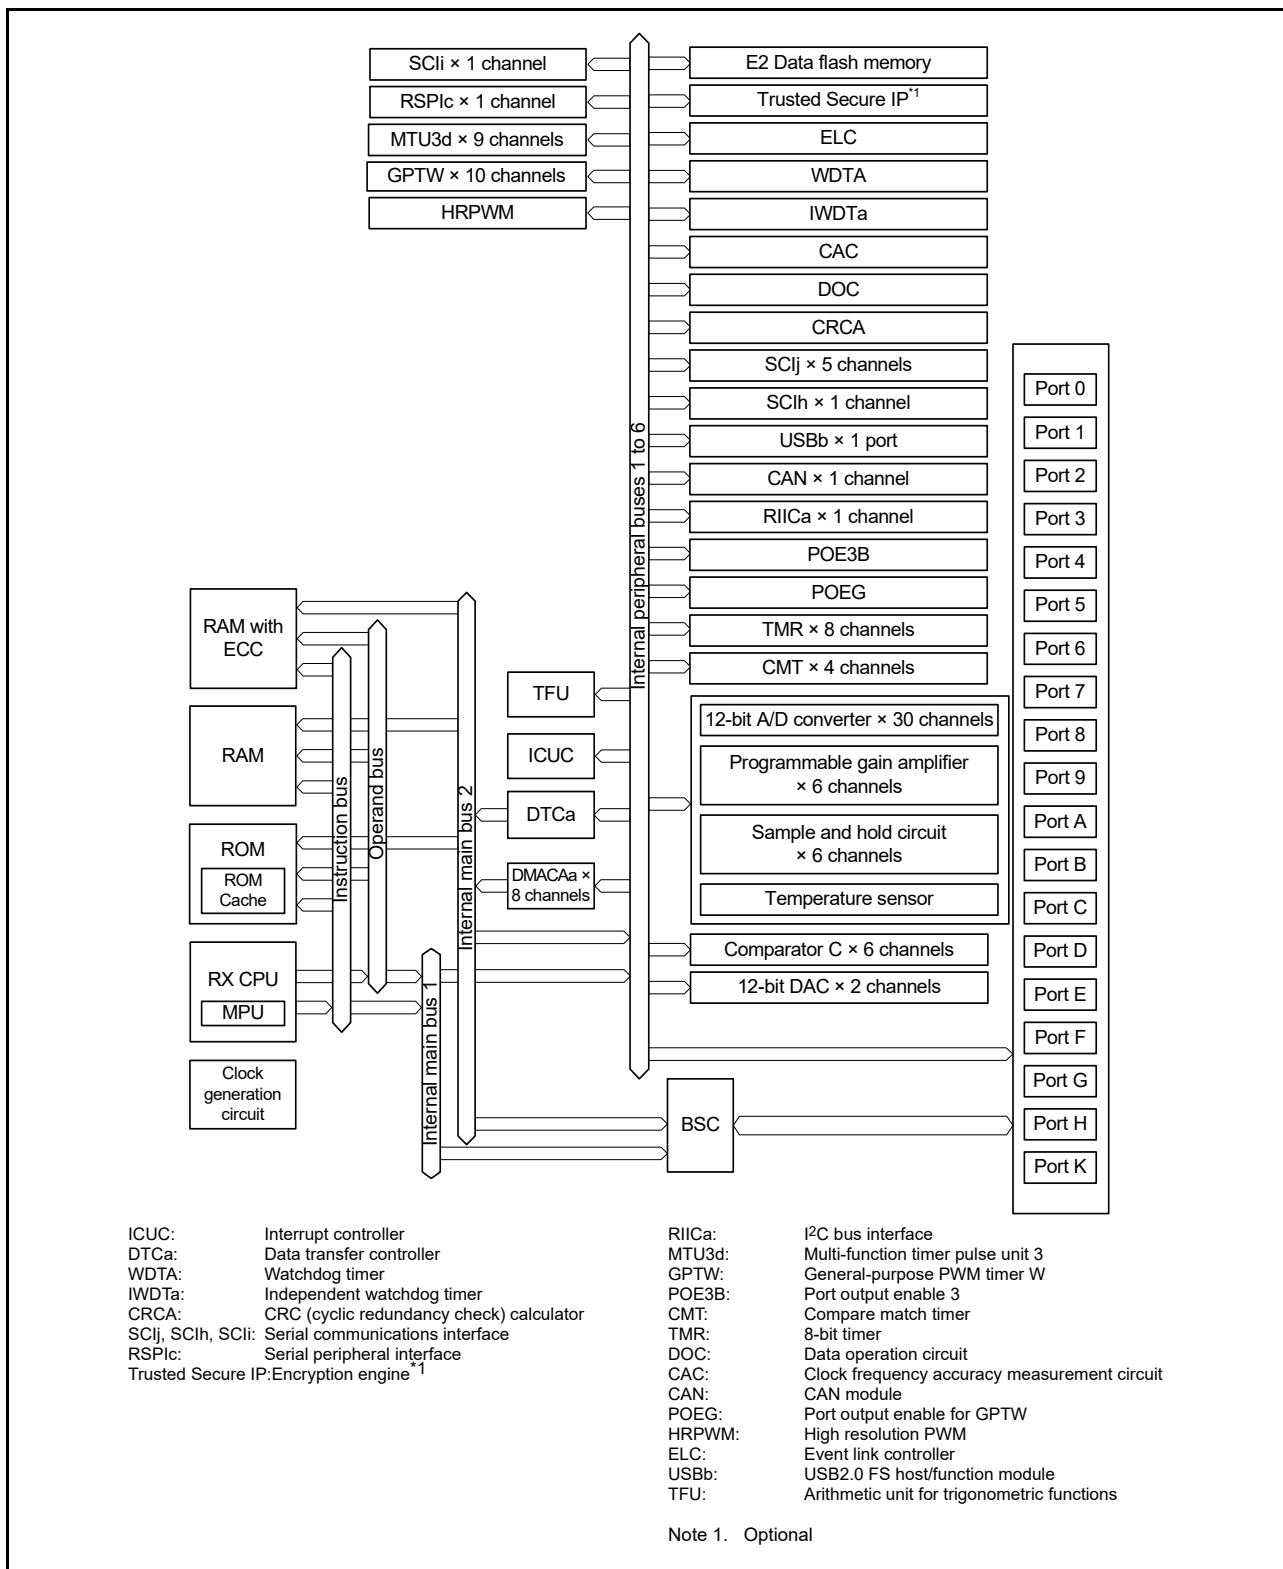 SCIi × 1 channel
RSPIc × 1 channel
MTU3d × 9 channels
GPTW × 10 channels
HRPWM
E2 Data flash memory
Trusted Secure IP*1
ELC
WDTA
IWDTa
CAC
DOC
CRCA
SCIj × 5 channels
SCIh × 1 channel
USBb × 1 port
CAN × 1 channel
RIICa × 1 channel
POE3B
POEG
TMR × 8 channels
CMT × 4 channels
12-bit A/D converter × 30 channels
Programmable gain amplifier
× 6 channels
Sample and hold circuit
× 6 channels
Temperature sensor
Comparator C × 6 channels
12-bit DAC × 2 channels
Internal peripheral buses 1 to 6
Port 0
Port 1
Port 2
Port 3
Port 4
Port 5
Port 6
Port 7
Port 8
Port 9
Port A
Port B
Port C
Port D
Port E
Port F
Port G
Port H
Port K
RAM with
ECC
RAM
ROM
ROM
Cache
RX CPU
MPU
Clock
generation
circuit
Instruction bus
Operand bus
Internal main bus 1
Internal main bus 2
TFU
ICUC
DTCa
DMACAa ×
8 channels
BSC
ICUC: Interrupt controller
DTCa: Data transfer controller
WDTA: Watchdog timer
IWDTa: Independent watchdog timer
CRCA: CRC (cyclic redundancy check) calculator
SCIj, SCIh, SCIi: Serial communications interface
RSPIc: Serial peripheral interface
Trusted Secure IP:Encryption engine*1
RIICa: I2C bus interface
MTU3d: Multi-function timer pulse unit 3
GPTW: General-purpose PWM timer W
POE3B: Port output enable 3
CMT: Compare match timer
TMR: 8-bit timer
DOC: Data operation circuit
CAC: Clock frequency accuracy measurement circuit
CAN: CAN module
POEG: Port output enable for GPTW
HRPWM: High resolution PWM
ELC: Event link controller
USBb: USB2.0 FS host/function module
TFU: Arithmetic unit for trigonometric functions
Note 1. Optional